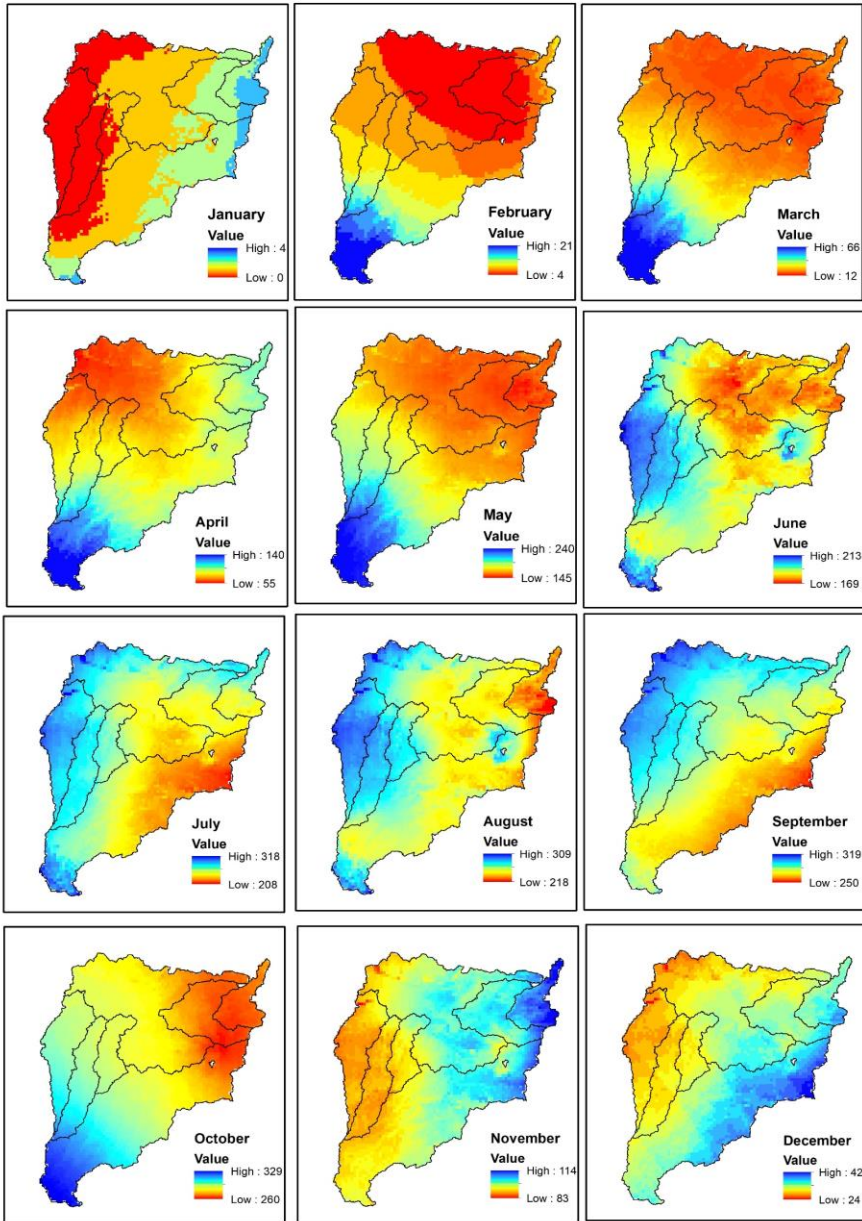 January
Value
High : 4
Low : 0
February
Value
High : 21
Low : 4
March
Value
High : 66
Low : 12
April
Value
High : 140
Low : 55
May
Value
High : 240
Low : 145
June
Value
High : 213
Low : 169
July
Value
High : 318
Low : 208
August
Value
High : 309
Low : 218
September
Value
High : 319
Low : 250
October
Value
High : 329
Low : 260
November
Value
High : 114
Low : 83
December
Value
High : 42
Low : 24